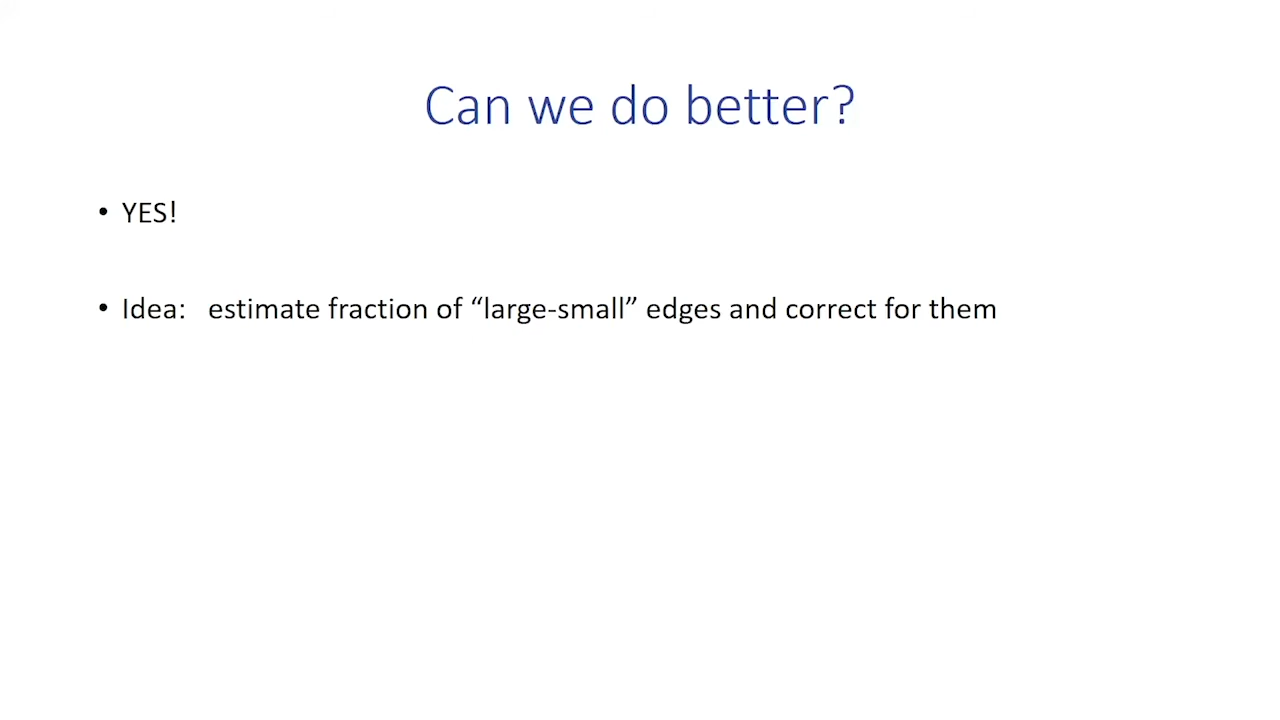 Can we do better?
• YES!
• Idea: estimate fraction of “large-small” edges and correct for them